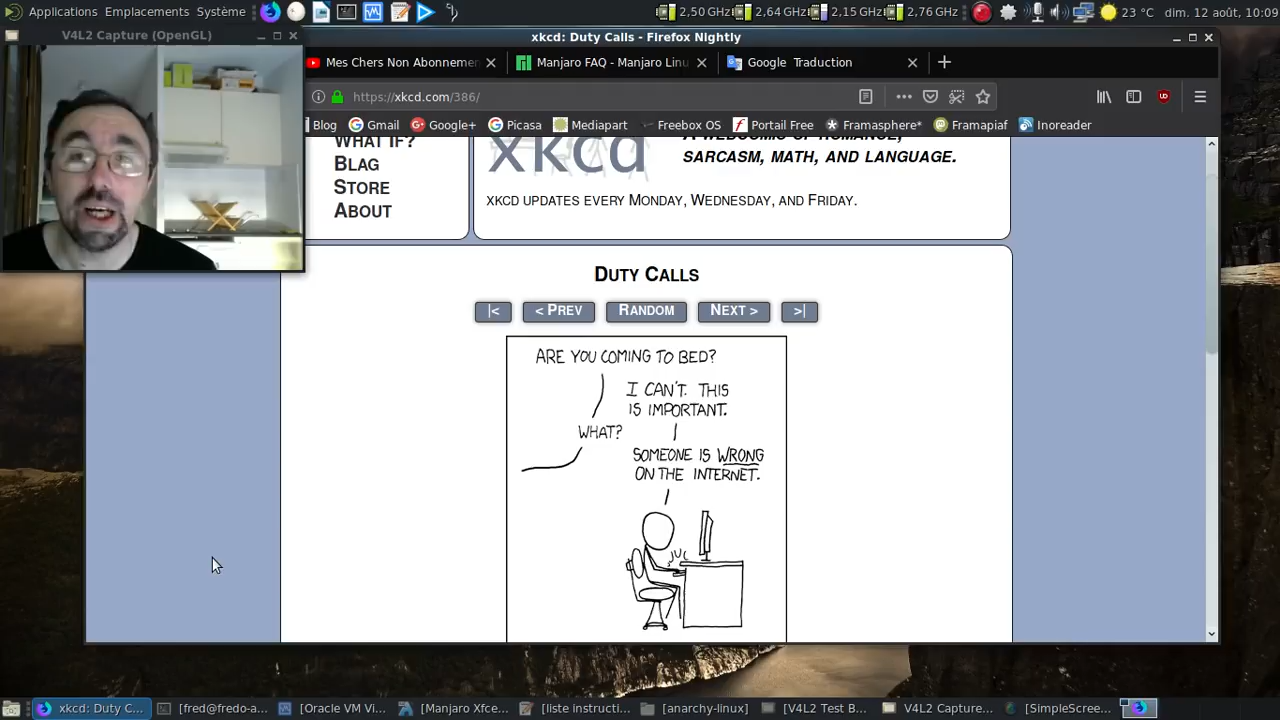 Applications Emplacements Système
2,50 GHz 2,64 GHz 2,15 GHz 2,76 GHz
23 °C dim. 12 août, 10:09
V4L2 Capture (OpenGL)
xkcd: Duty Calls - Firefox Nightly
Mes Chers Non Abonnemen
Manjaro FAQ - Manjaro Linu
Google Traduction
https://xkcd.com/386/
Blog Gmail Google+ Picasa Mediapart Freebox OS Portail Free Framasphere* Framapiaf Inoreader
WHAT IF?
BLAG
STORE
ABOUT
xkcd
A WEBCOMIC OF ROMANCE,
SARCASM, MATH, AND LANGUAGE.
XKCD UPDATES EVERY MONDAY, WEDNESDAY, AND FRIDAY.
DUTY CALLS
|< < PREV RANDOM NEXT > >|
ARE YOU COMING TO BED?
I CAN'T. THIS
IS IMPORTANT.
WHAT?
SOMEONE IS WRONG
ON THE INTERNET.
xkcd: Duty C... [fred@fredo-a... [Oracle VM Vi... [Manjaro Xfce... [liste instructi... [anarchy-linux] [V4L2 Test B... V4L2 Capture... [SimpleScree...